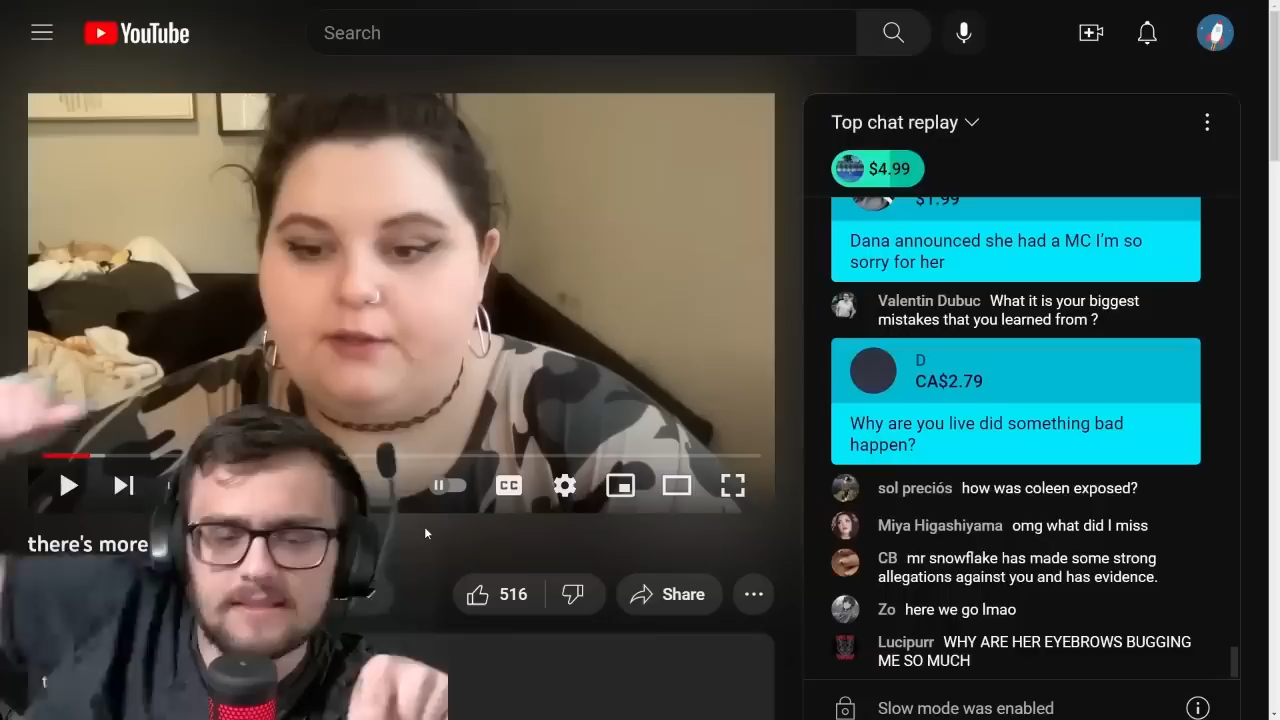 YouTube
Search
Top chat replay
$4.99
$1.99
Dana announced she had a MC I'm so
sorry for her
Valentin Dubuc What it is your biggest
mistakes that you learned from ?
D
CA$2.79
Why are you live did something bad
happen?
sol preciós how was coleen exposed?
Miya Higashiyama omg what did I miss
CB mr snowflake has made some strong
allegations against you and has evidence.
Zo here we go lmao
Lucipurr WHY ARE HER EYEBROWS BUGGING
ME SO MUCH
Slow mode was enabled
CC
there's more
516
Share
t